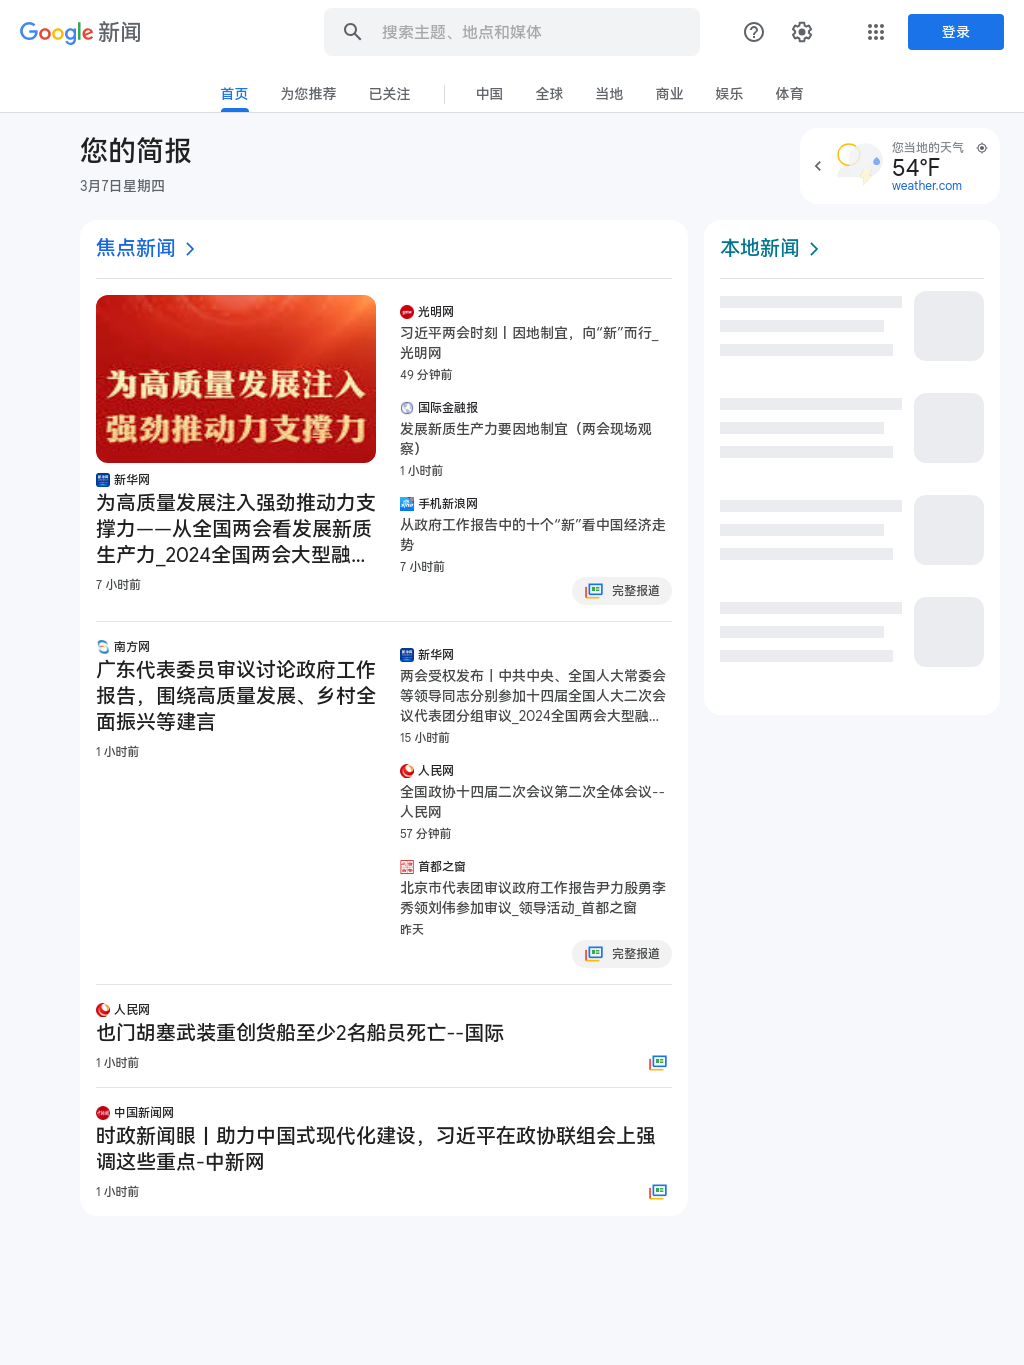 Google 新闻
搜索主题、地点和媒体
登录
首页 为您推荐 已关注 中国 全球 当地 商业 娱乐 体育
您的简报
3月7日星期四
您当地的天气
54°F
weather.com
焦点新闻
为高质量发展注入
强劲推动力支撑力
新华网
为高质量发展注入强劲推动力支
撑力——从全国两会看发展新质
生产力_2024全国两会大型融...
7 小时前
光明网
习近平两会时刻丨因地制宜，向“新”而行_
光明网
49 分钟前
国际金融报
发展新质生产力要因地制宜（两会现场观
察）
1 小时前
手机新浪网
从政府工作报告中的十个“新”看中国经济走
势
7 小时前
完整报道
南方网
广东代表委员审议讨论政府工作
报告，围绕高质量发展、乡村全
面振兴等建言
1 小时前
新华网
两会受权发布丨中共中央、全国人大常委会
等领导同志分别参加十四届全国人大二次会
议代表团分组审议_2024全国两会大型融...
15 小时前
人民网
全国政协十四届二次会议第二次全体会议--
人民网
57 分钟前
首都之窗
北京市代表团审议政府工作报告尹力殷勇李
秀领刘伟参加审议_领导活动_首都之窗
昨天
完整报道
人民网
也门胡塞武装重创货船至少2名船员死亡--国际
1 小时前
中国新闻网
时政新闻眼丨助力中国式现代化建设，习近平在政协联组会上强
调这些重点-中新网
1 小时前
本地新闻